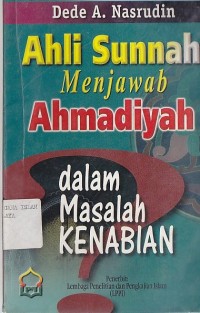 Dede A. Nasrudin
Ahli Sunnah
Menjawab
Ahmadiyah
dalam
Masalah
KENABIAN
Penerbit
Lembaga Penelitian dan Pengkajian Islam
(LPPI)